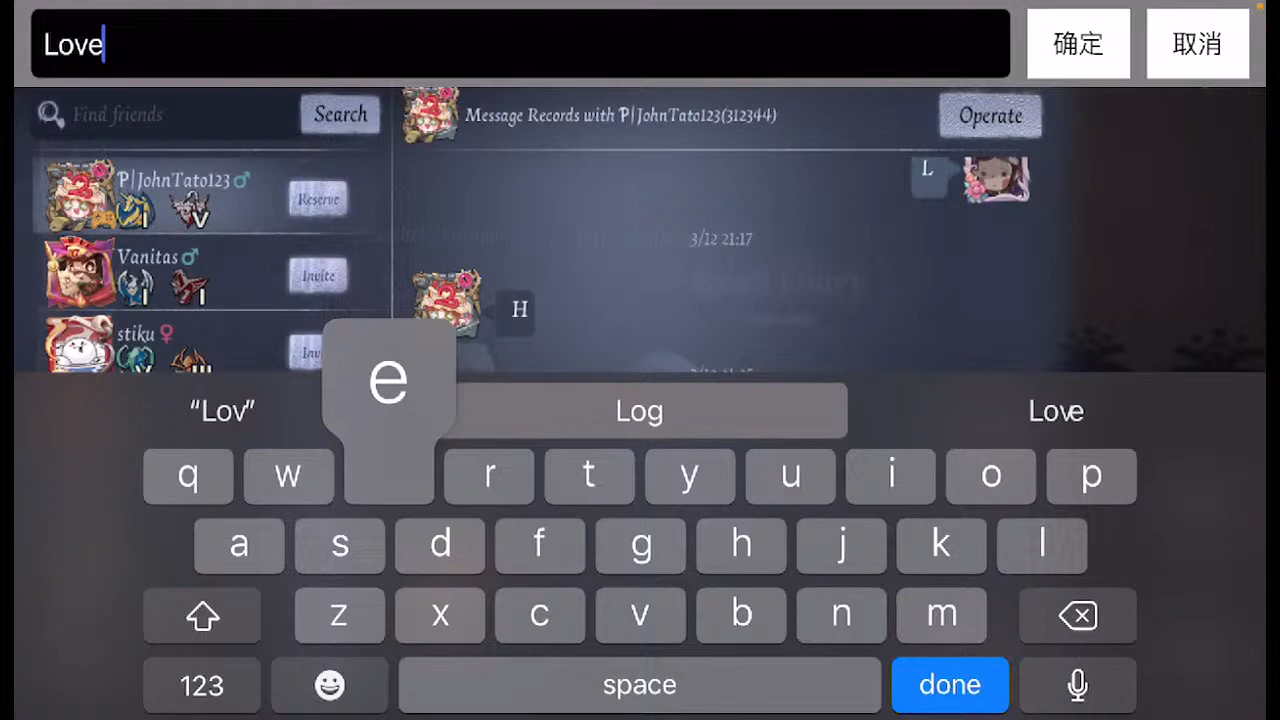 Love
确定
取消
Find friends
Search
Message Records with Ƥ|JohnTato123(312344)
Operate
Ƥ|JohnTato123♂
I
V
Reserve
L
3/12 21:17
Vanitas♂
I
I
Invite
H
stiku♀
e
“Lov”
Log
Love
q w r t y u i o p
a s d f g h j k l
z x c v b n m
123
space
done